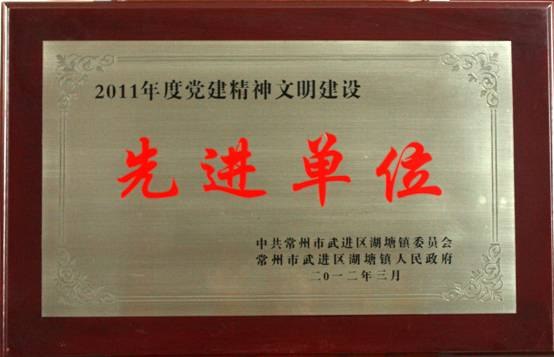 2011年度党建精神文明建设
先进单位
中共常州市武进区湖塘镇委员会
常州市武进区湖塘镇人民政府
二○一二年三月